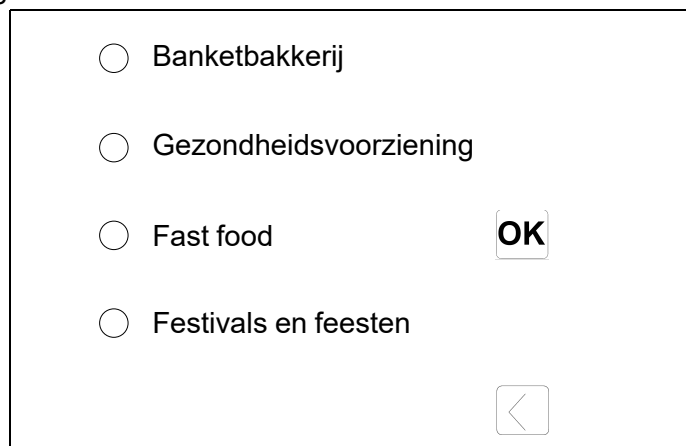 Banketbakkerij
Gezondheidsvoorziening
Fast food
OK
Festivals en feesten